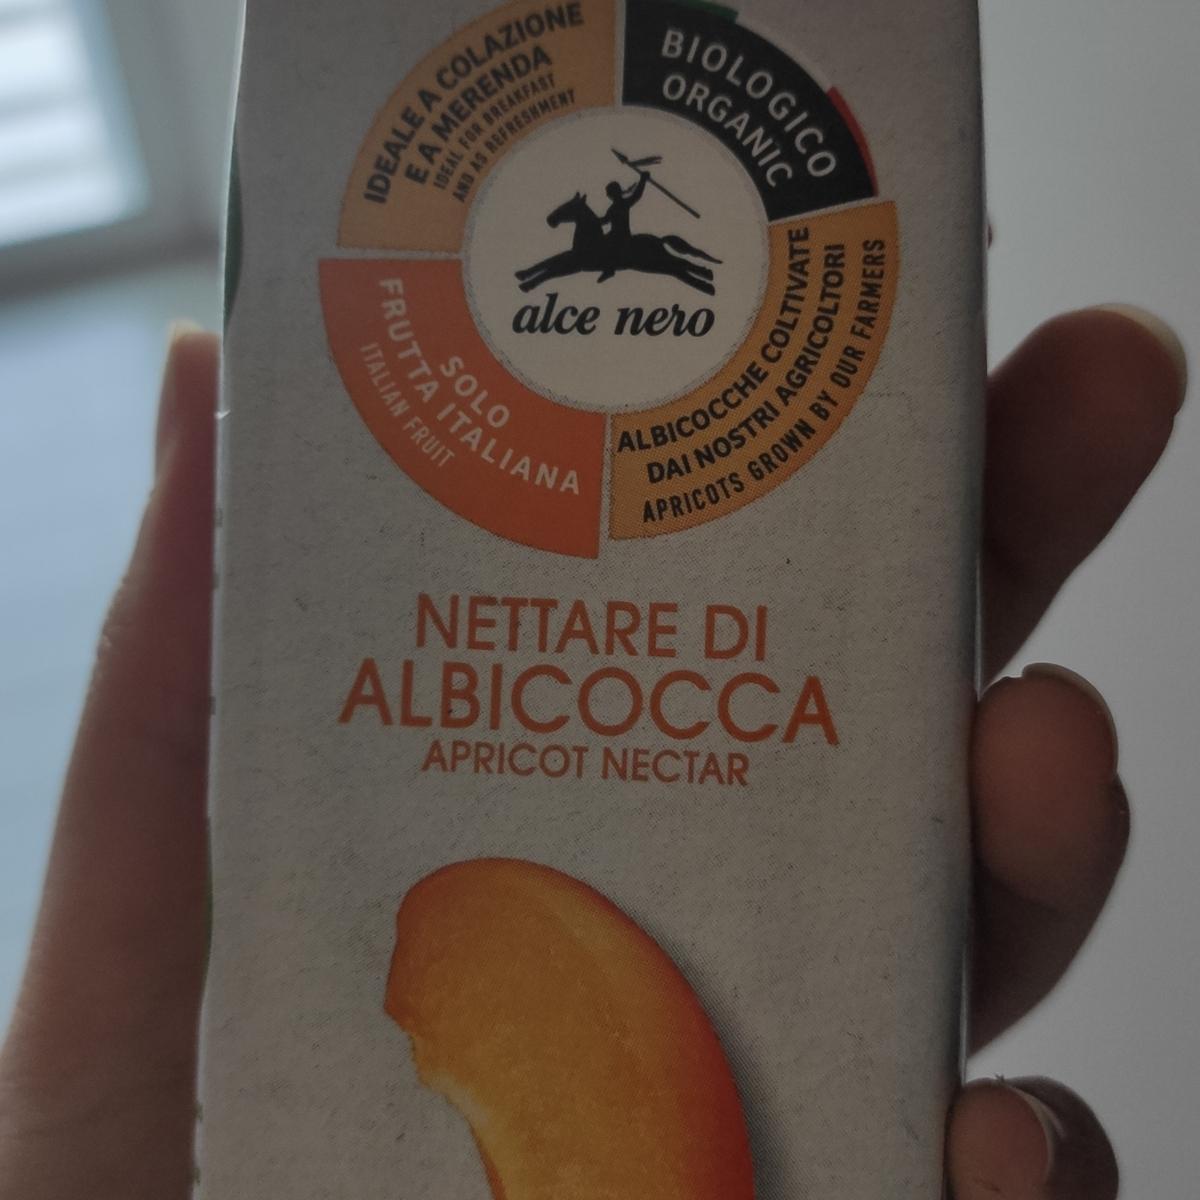 IDEALE A COLAZIONE
E A MERENDA
IDEAL FOR BREAKFAST
AND AS REFRESHMENT
BIOLOGICO
ORGANIC
alce nero
SOLO
FRUTTA ITALIANA
ITALIAN FRUIT
ALBICOCCHE COLTIVATE
DAI NOSTRI AGRICOLTORI
APRICOTS GROWN BY OUR FARMERS
NETTARE DI
ALBICOCCA
APRICOT NECTAR